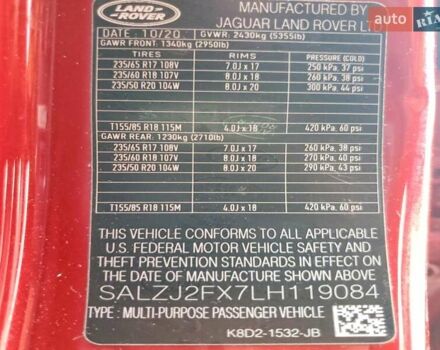 LAND-
ROVER
MANUFACTURED BY
JAGUAR LAND ROVER LTD
DATE : 10/20 GVWR: 2430kg (5355lb)
GAWR FRONT: 1340kg (2950lb)
TIRES RIMS PRESSURE (COLD)
235/65 R17 108V 7.0J x 17 250 kPa, 37 psi
235/60 R18 107V 8.0J x 18 260 kPa, 38 psi
235/50 R20 104W 8.0J x 20 300 kPa, 44 psi
T155/85 R18 115M 4.0J x 18 420 kPa, 60 psi
GAWR REAR: 1230kg (2710lb)
235/65 R17 108V 7.0J x 17 260 kPa, 38 psi
235/60 R18 107V 8.0J x 18 270 kPa, 40 psi
235/50 R20 104W 8.0J x 20 290 kPa, 43 psi
T155/85 R18 115M 4.0J x 18 420 kPa, 60 psi
THIS VEHICLE CONFORMS TO ALL APPLICABLE
U.S. FEDERAL MOTOR VEHICLE SAFETY, BUMPER AND
THEFT PREVENTION STANDARDS IN EFFECT ON
THE DATE OF MANUFACTURE SHOWN ABOVE
SALZJ2FX7LH119084
TYPE: MULTI-PURPOSE PASSENGER VEHICLE
K8D2-1532-JB
AUTO
RIA